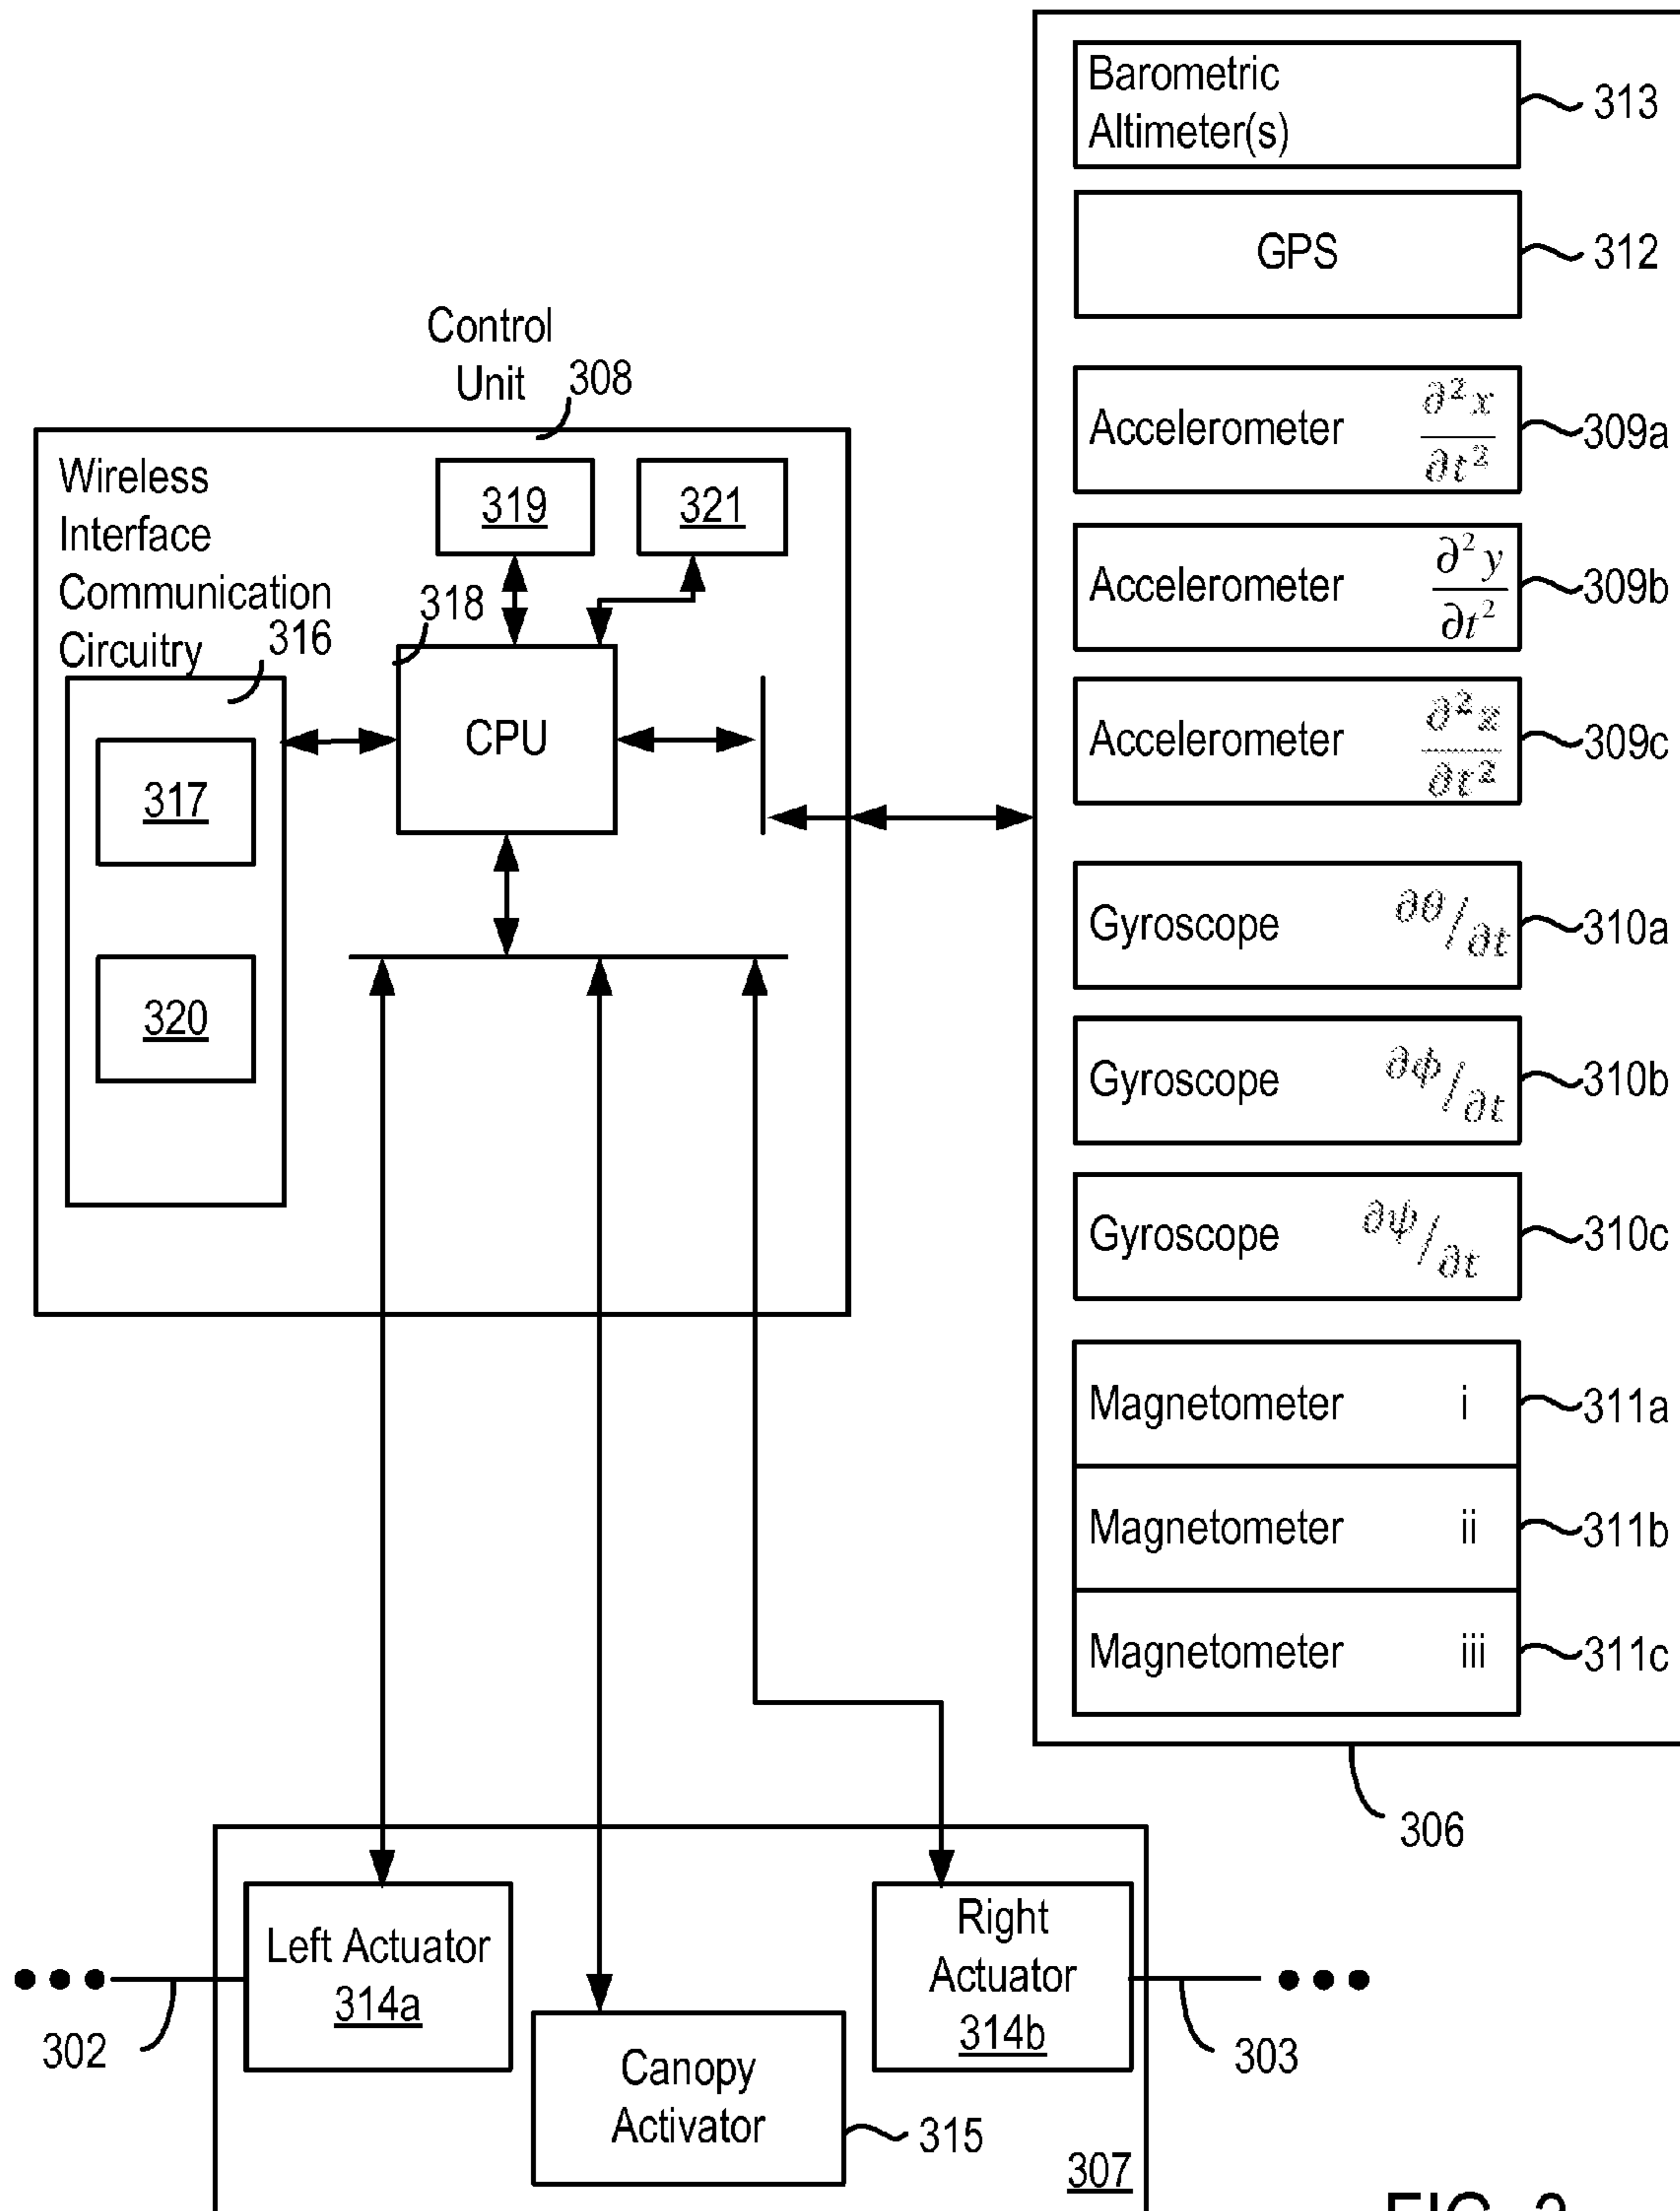 Barometric
Altimeter(s)
313
GPS
312
Control
Unit
308
Accelerometer ∂²x/∂t²
309a
Wireless
Interface
Communication
Circuitry
316
319
321
318
Accelerometer ∂²y/∂t²
309b
CPU
317
320
Accelerometer ∂²z/∂t²
309c
Gyroscope ∂θ/∂t
310a
Gyroscope ∂ϕ/∂t
310b
Gyroscope ∂ψ/∂t
310c
Magnetometer i
311a
Magnetometer ii
311b
Magnetometer iii
311c
306
Left Actuator
314a
302
Right
Actuator
314b
303
Canopy
Activator
315
307